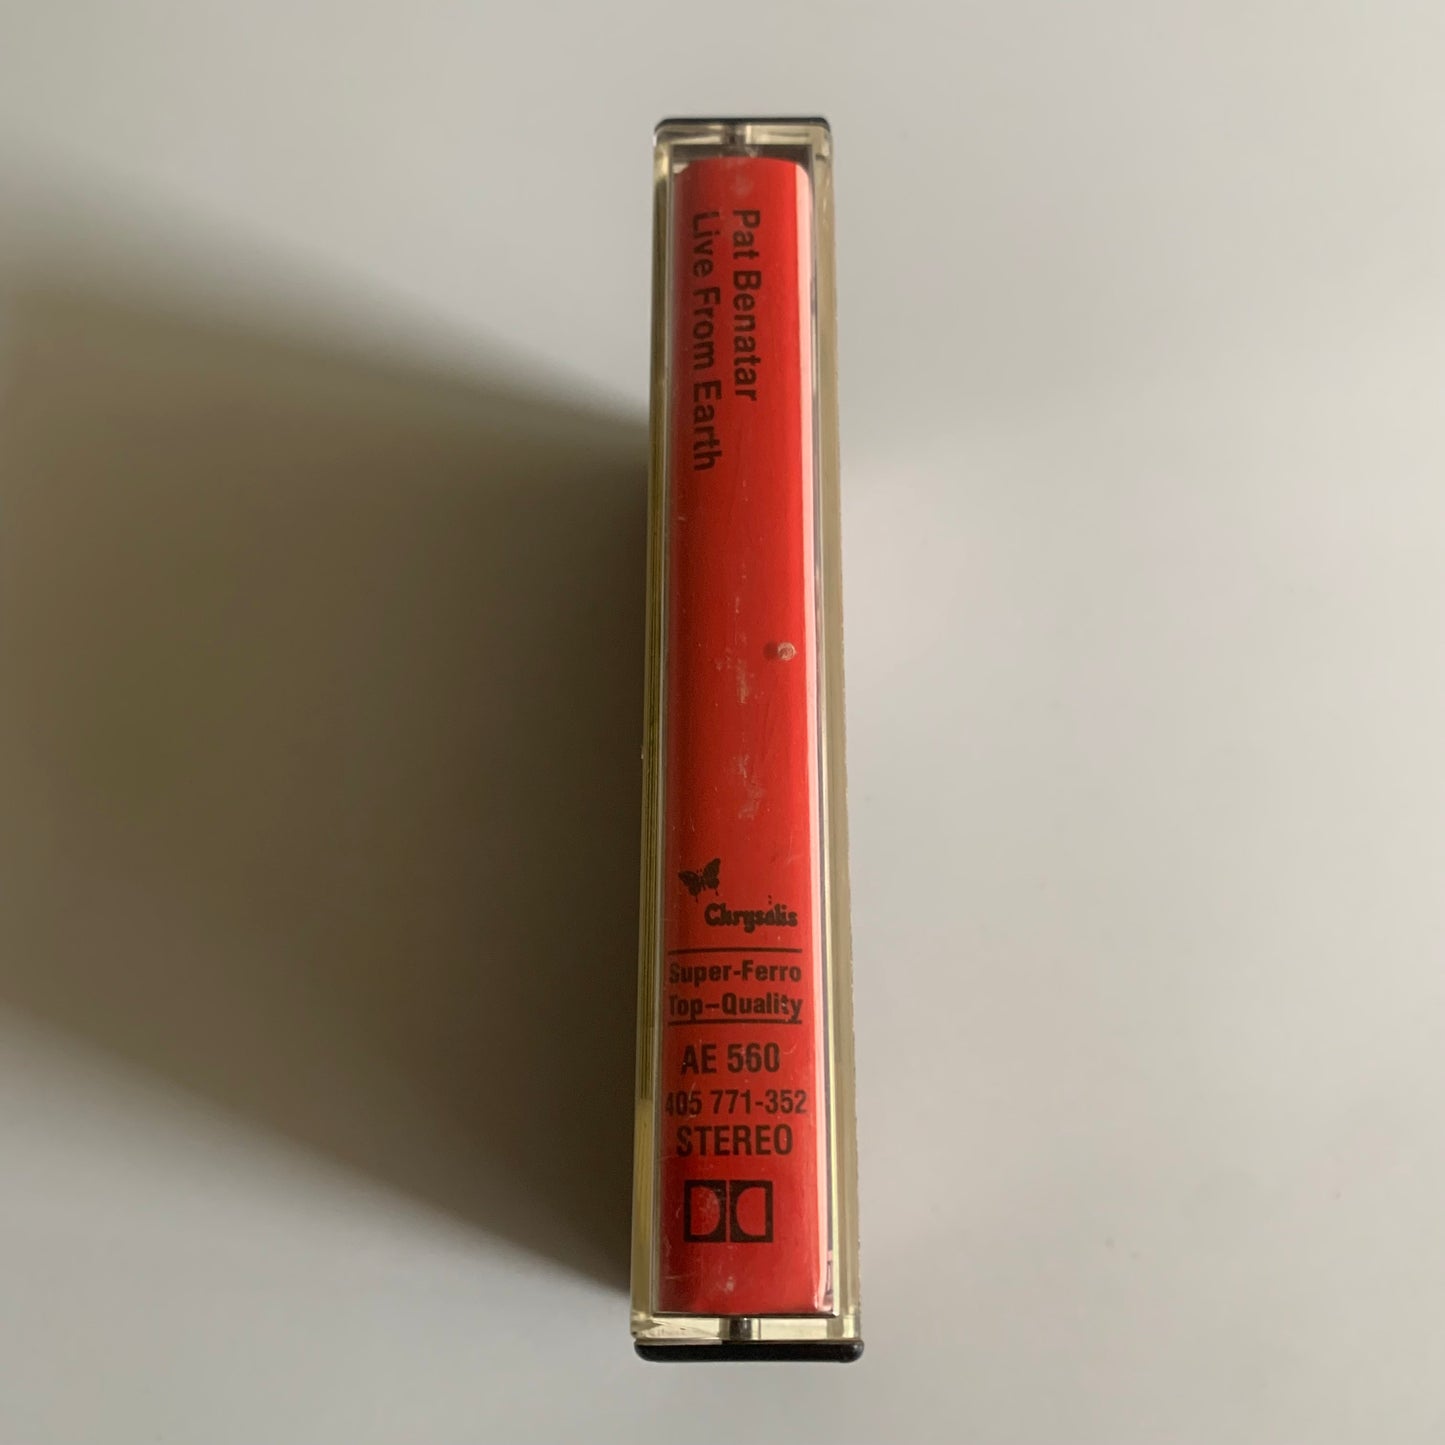 Pat Benatar
Live From Earth
Chrysalis
Super-Ferro
Top-Quality
AE 560
405 771-352
STEREO